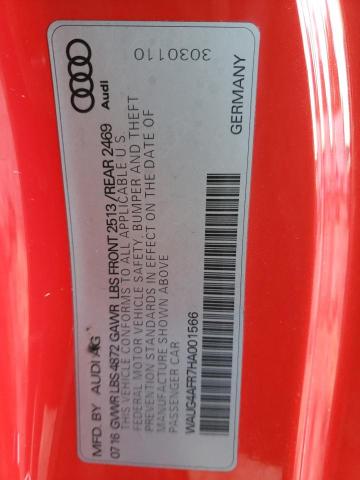 MFD. BY AUDI AG
07 16 GVWR LBS 4872 GAWR LBS FRONT 2513 / REAR 2469
THIS VEHICLE CONFORMS TO ALL APPLICABLE U S
FEDERAL MOTOR VEHICLE SAFETY, BUMPER AND THEFT
PREVENTION STANDARDS IN EFFECT ON THE DATE OF
MANUFACTURE SHOWN ABOVE
PASSENGER CAR
WAUG4AFR7HA001566
GERMANY
Audi
3030110